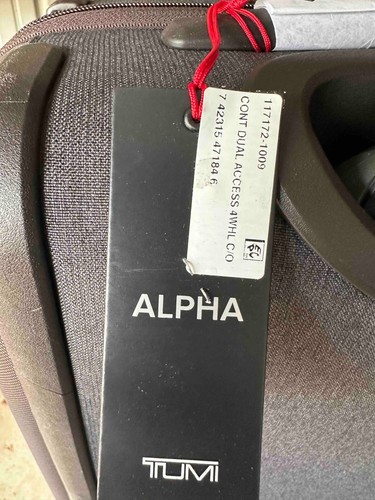 117172-1009
CONT DUAL ACCESS 4WHL C/O
7 42315 47184 6
ALPHA
TUMI